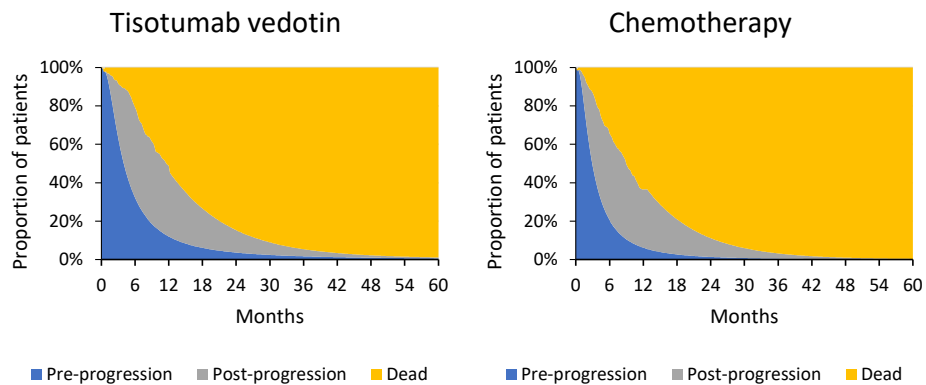 Tisotumab vedotin
Proportion of patients
100%
80%
60%
40%
20%
0%
0 6 12 18 24 30 36 42 48 54 60
Months
Pre-progression Post-progression Dead
Chemotherapy
Proportion of patients
100%
80%
60%
40%
20%
0%
0 6 12 18 24 30 36 42 48 54 60
Months
Pre-progression Post-progression Dead